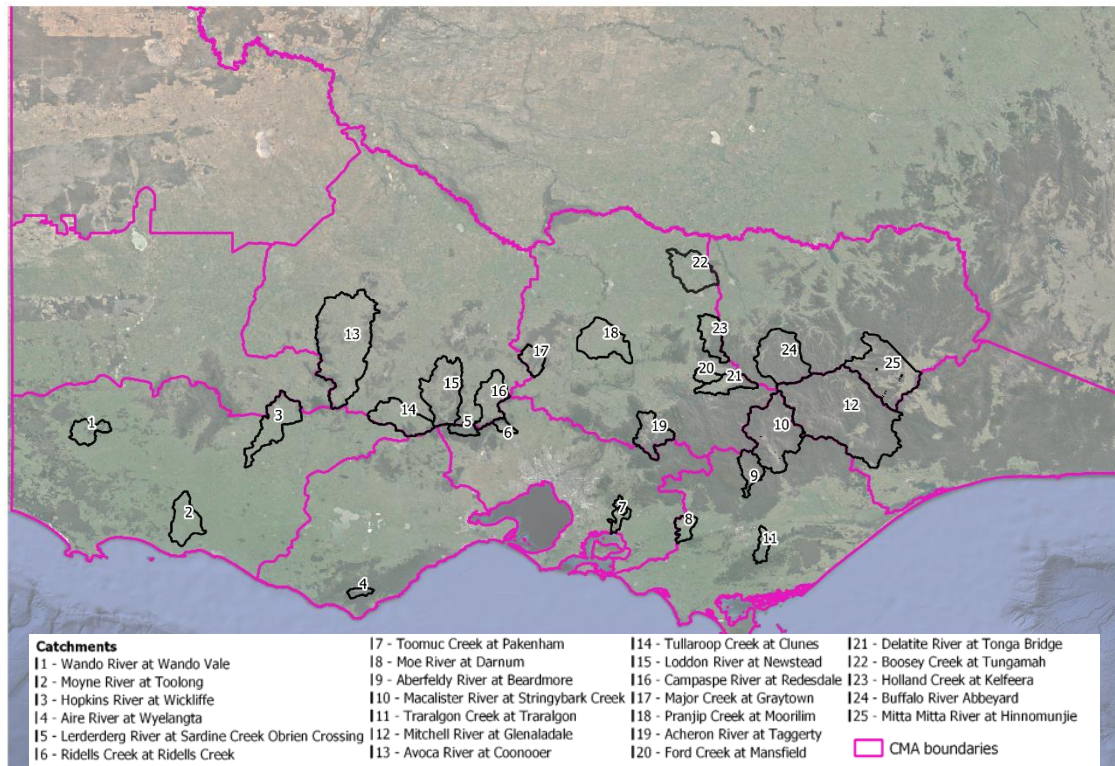 22
13
18
23
24
17
20
21
25
15
16
3
14
12
1
5
6
19
10
9
2
7
8
11
4
Catchments
1 - Wando River at Wando Vale
2 - Moyne River at Toolong
3 - Hopkins River at Wickliffe
4 - Aire River at Wyelangta
5 - Lerderderg River at Sardine Creek Obrien Crossing
6 - Ridells Creek at Ridells Creek
7 - Toomuc Creek at Pakenham
8 - Moe River at Darnum
9 - Aberfeldy River at Beardmore
10 - Macalister River at Stringybark Creek
11 - Traralgon Creek at Traralgon
12 - Mitchell River at Glenaladale
13 - Avoca River at Coonooer
14 - Tullaroop Creek at Clunes
15 - Loddon River at Newstead
16 - Campaspe River at Redesdale
17 - Major Creek at Graytown
18 - Pranjip Creek at Moorilim
19 - Acheron River at Taggerty
20 - Ford Creek at Mansfield
21 - Delatite River at Tonga Bridge
22 - Boosey Creek at Tungamah
23 - Holland Creek at Kelfeera
24 - Buffalo River Abbeyard
25 - Mitta Mitta River at Hinnomunjie
CMA boundaries